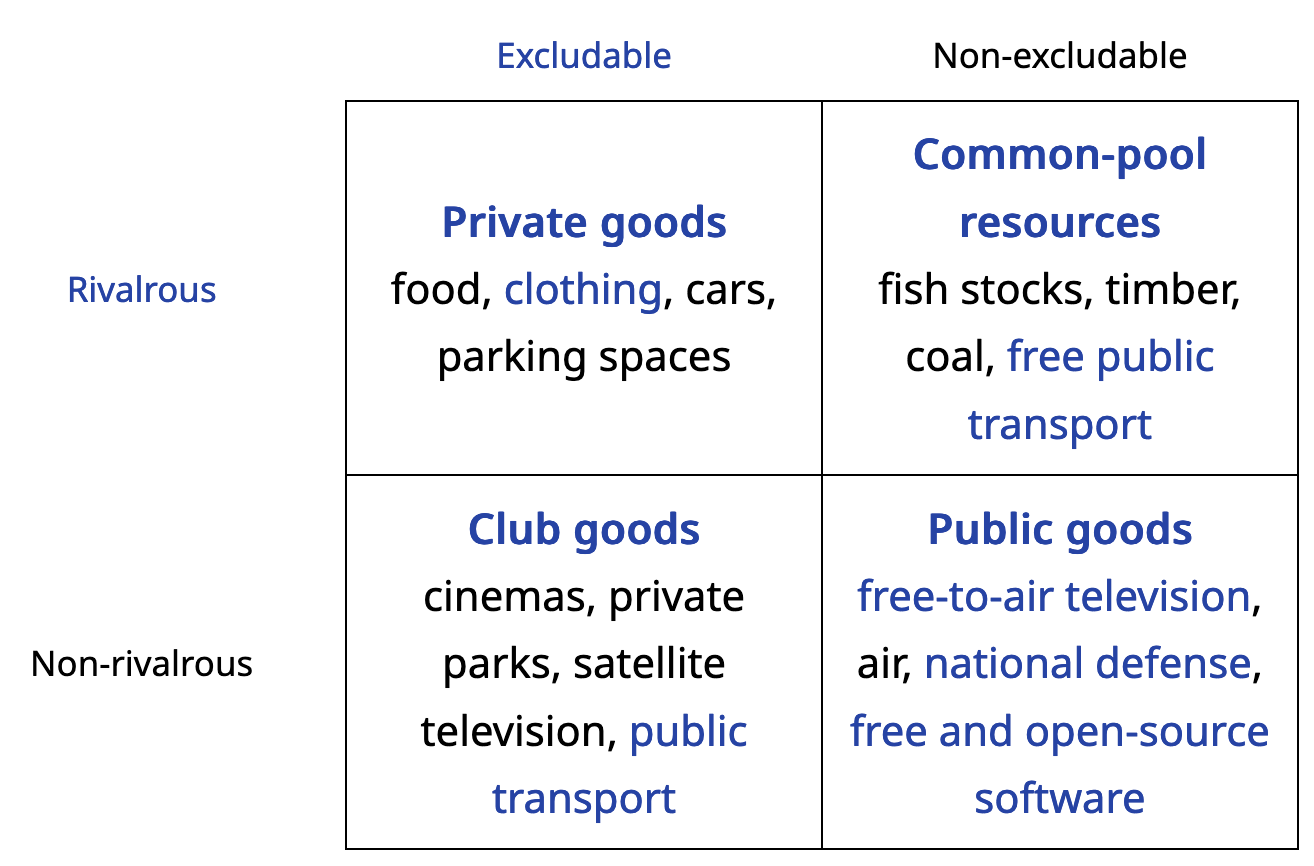 Excludable
Non-excludable
Rivalrous
Private goods
food, clothing, cars,
parking spaces
Common-pool
resources
fish stocks, timber,
coal, free public
transport
Non-rivalrous
Club goods
cinemas, private
parks, satellite
television, public
transport
Public goods
free-to-air television,
air, national defense,
free and open-source
software